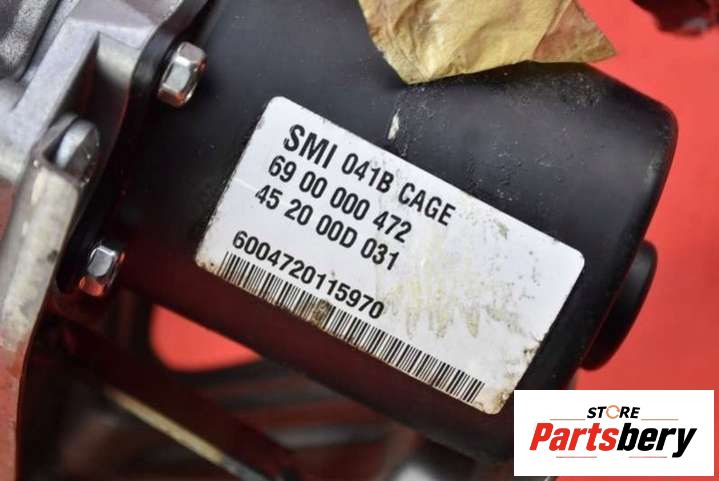 SMI 041B CAGE
69 00 000 472
45 20 00D 031
6004720115970
STORE
Partsbery